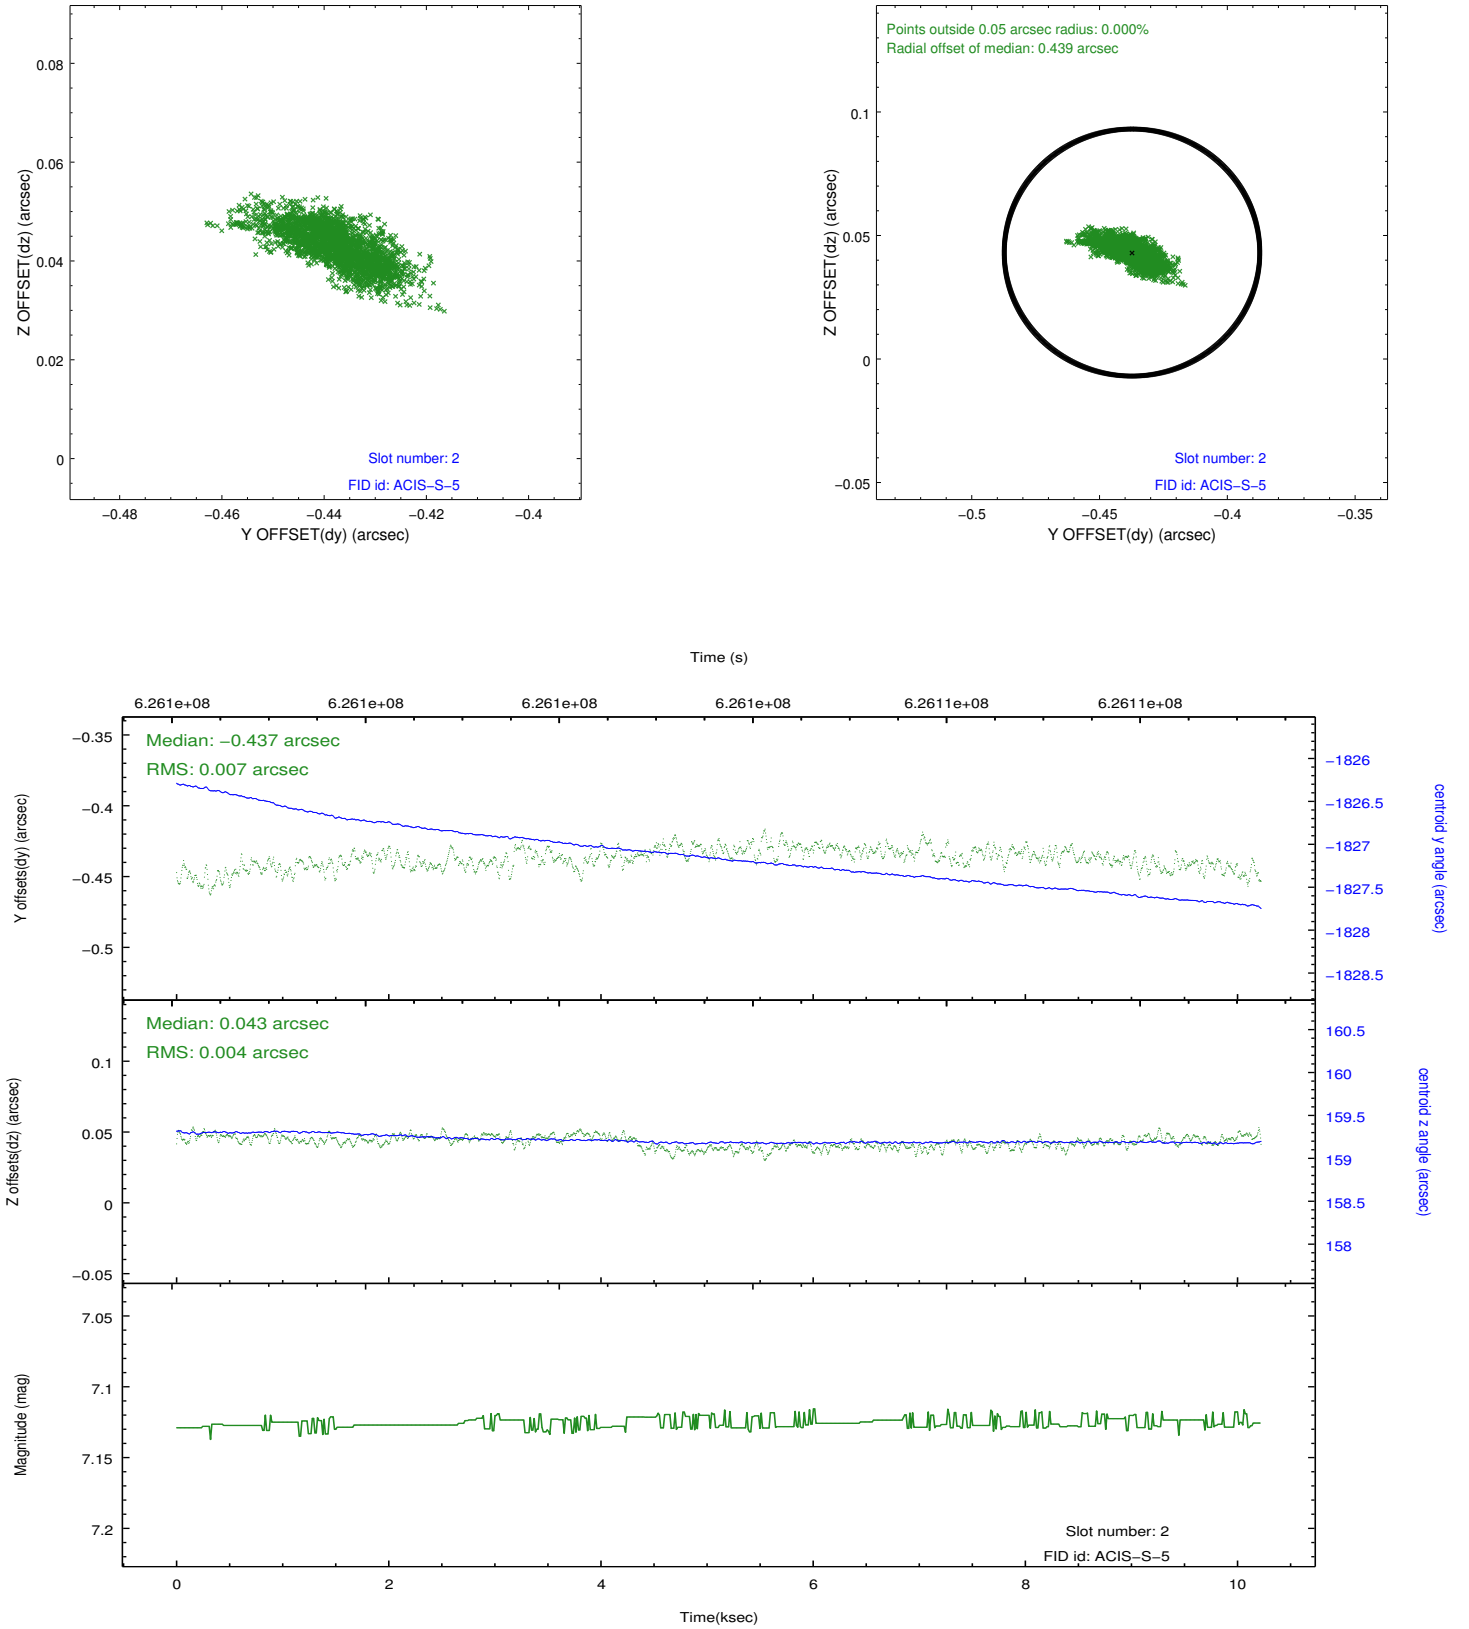 0.08
0.06
0.04
0.02
0
Z OFFSET(dz) (arcsec)
Slot number: 2
FID id: ACIS−S−5
−0.48
−0.46
−0.44
−0.42
−0.4
Y OFFSET(dy) (arcsec)
Points outside 0.05 arcsec radius: 0.000%
Radial offset of median: 0.439 arcsec
0.1
0.05
0
−0.05
Z OFFSET(dz) (arcsec)
Slot number: 2
FID id: ACIS−S−5
−0.5
−0.45
−0.4
−0.35
Y OFFSET(dy) (arcsec)
Time (s)
6.261e+08
6.261e+08
6.261e+08
6.261e+08
6.2611e+08
6.2611e+08
Median: −0.437 arcsec
RMS: 0.007 arcsec
−0.35
−0.4
−0.45
−0.5
Y offsets(dy) (arcsec)
−1826
−1826.5
−1827
−1827.5
−1828
−1828.5
centroid y angle (arcsec)
Median: 0.043 arcsec
RMS: 0.004 arcsec
0.1
0.05
0
−0.05
Z offsets(dz) (arcsec)
160.5
160
159.5
159
158.5
158
centroid z angle (arcsec)
7.05
7.1
7.15
7.2
Magnitude (mag)
Slot number: 2
FID id: ACIS−S−5
0
2
4
6
8
10
Time(ksec)